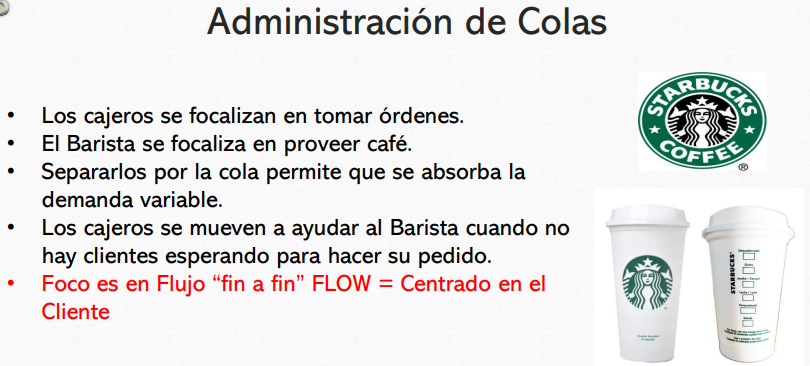 Administración de Colas
• Los cajeros se focalizan en tomar órdenes.
• El Barista se focaliza en proveer café.
• Separarlos por la cola permite que se absorba la
demanda variable.
• Los cajeros se mueven a ayudar al Barista cuando no
hay clientes esperando para hacer su pedido.
• Foco es en Flujo “fin a fin” FLOW = Centrado en el
Cliente
STARBUCKS
COFFEE
®
STARBUCKS